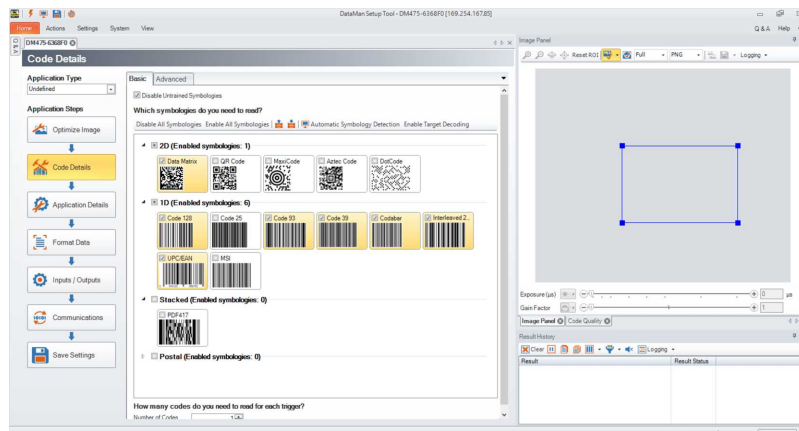 DataMan Setup Tool - DM475-6368F0 [169.254.167.85]
Home Actions Settings System View
Q & A Help
DM475-6368F0
Code Details
Application Type
Undefined
Application Steps
Optimize Image
Code Details
Application Details
Format Data
Inputs / Outputs
Communications
Save Settings
Basic Advanced
Disable Untrained Symbologies
Which symbologies do you need to read?
Disable All Symbologies Enable All Symbologies Automatic Symbology Detection Enable Target Decoding
2D (Enabled symbologies: 1)
Data Matrix QR Code MaxiCode Aztec Code DotCode
1D (Enabled symbologies: 6)
Code 128 Code 25 Code 93 Code 39 Codabar Interleaved 2..
UPC/EAN MSI
Stacked (Enabled symbologies: 0)
PDF417
Postal (Enabled symbologies: 0)
How many codes do you need to read for each trigger?
Number of Codes 1
Image Panel
Reset ROI Full PNG Logging
Exposure (µs) 0 µs
Gain Factor 1
Image Panel Code Quality
Result History
Clear Logging
Result Result Status